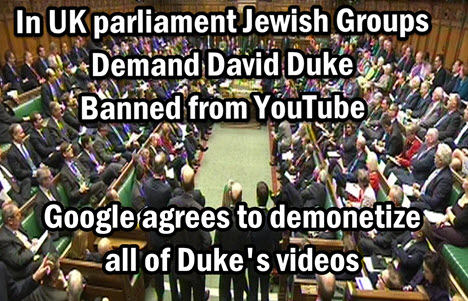 In UK parliament Jewish Groups
Demand David Duke
Banned from YouTube
Google agrees to demonetize
all of Duke's videos